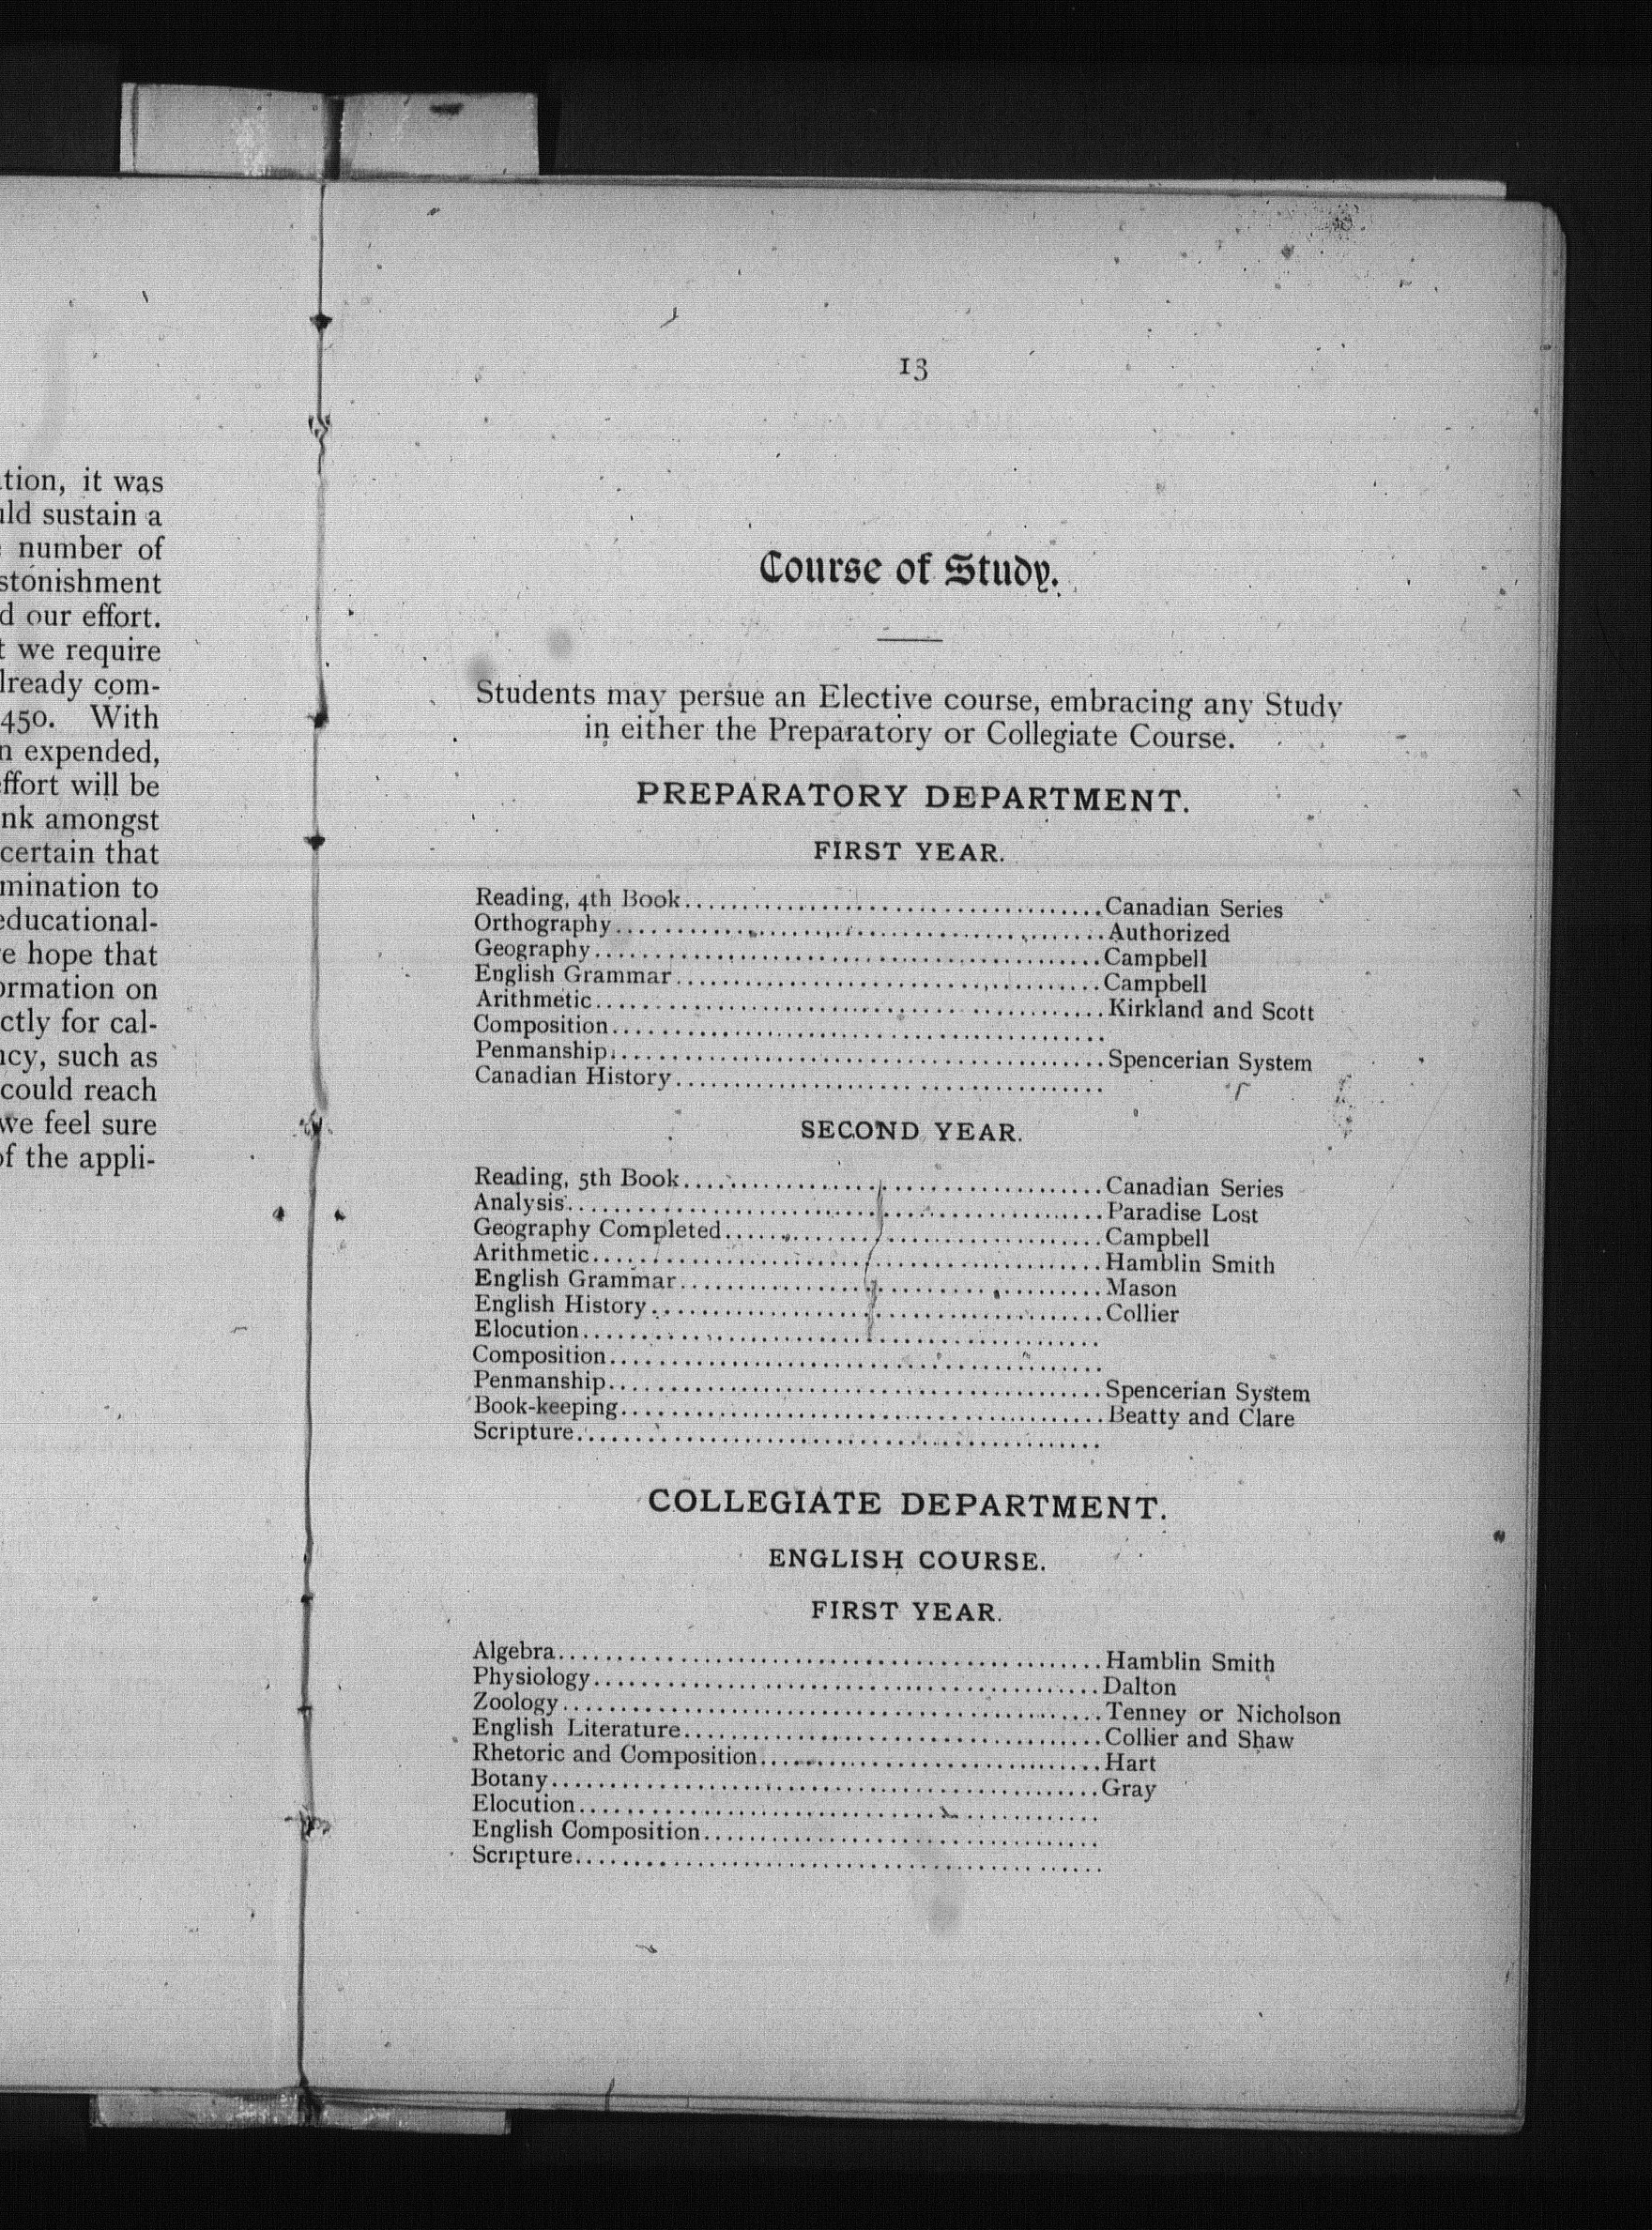 tion, it was
uld sustain a
number of
stonishment
d our effort.
t we require
lready com-
450. With
n expended,
ffort will be
nk amongst
certain that
mination to
educational-
e hope that
ormation on
ctly for cal-
ncy, such as
could reach
we feel sure
of the appli-
13
Course of Study.
Students may persue an Elective course, embracing any Study
in either the Preparatory or Collegiate Course.
PREPARATORY DEPARTMENT.
FIRST YEAR.
Reading, 4th Book........................................Canadian Series
Orthography........................................Authorized
Geography........................................Campbell
English Grammar........................................Campbell
Arithmetic........................................Kirkland and Scott
Composition........................................
Penmanship........................................Spencerian System
Canadian History........................................
SECOND YEAR.
Reading, 5th Book........................................Canadian Series
Analysis........................................Paradise Lost
Geography Completed........................................Campbell
Arithmetic........................................Hamblin Smith
English Grammar........................................Mason
English History........................................Collier
Elocution........................................
Composition........................................
Penmanship........................................Spencerian System
Book-keeping........................................Beatty and Clare
Scripture........................................
COLLEGIATE DEPARTMENT.
ENGLISH COURSE.
FIRST YEAR.
Algebra........................................Hamblin Smith
Physiology........................................Dalton
Zoology........................................Tenney or Nicholson
English Literature........................................Collier and Shaw
Rhetoric and Composition........................................Hart
Botany........................................Gray
Elocution........................................
English Composition........................................
Scripture........................................